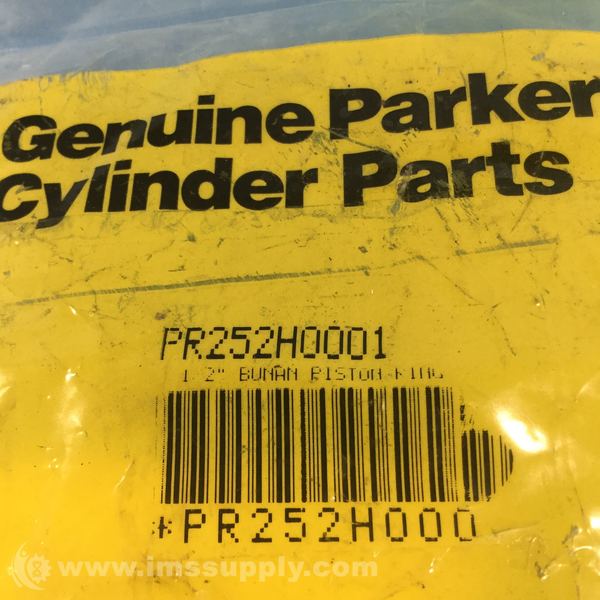 Genuine Parker
Cylinder Parts
PR252H0001
1 2" BUNAN PISTON RING
*PR252H000
www.imssupply.com